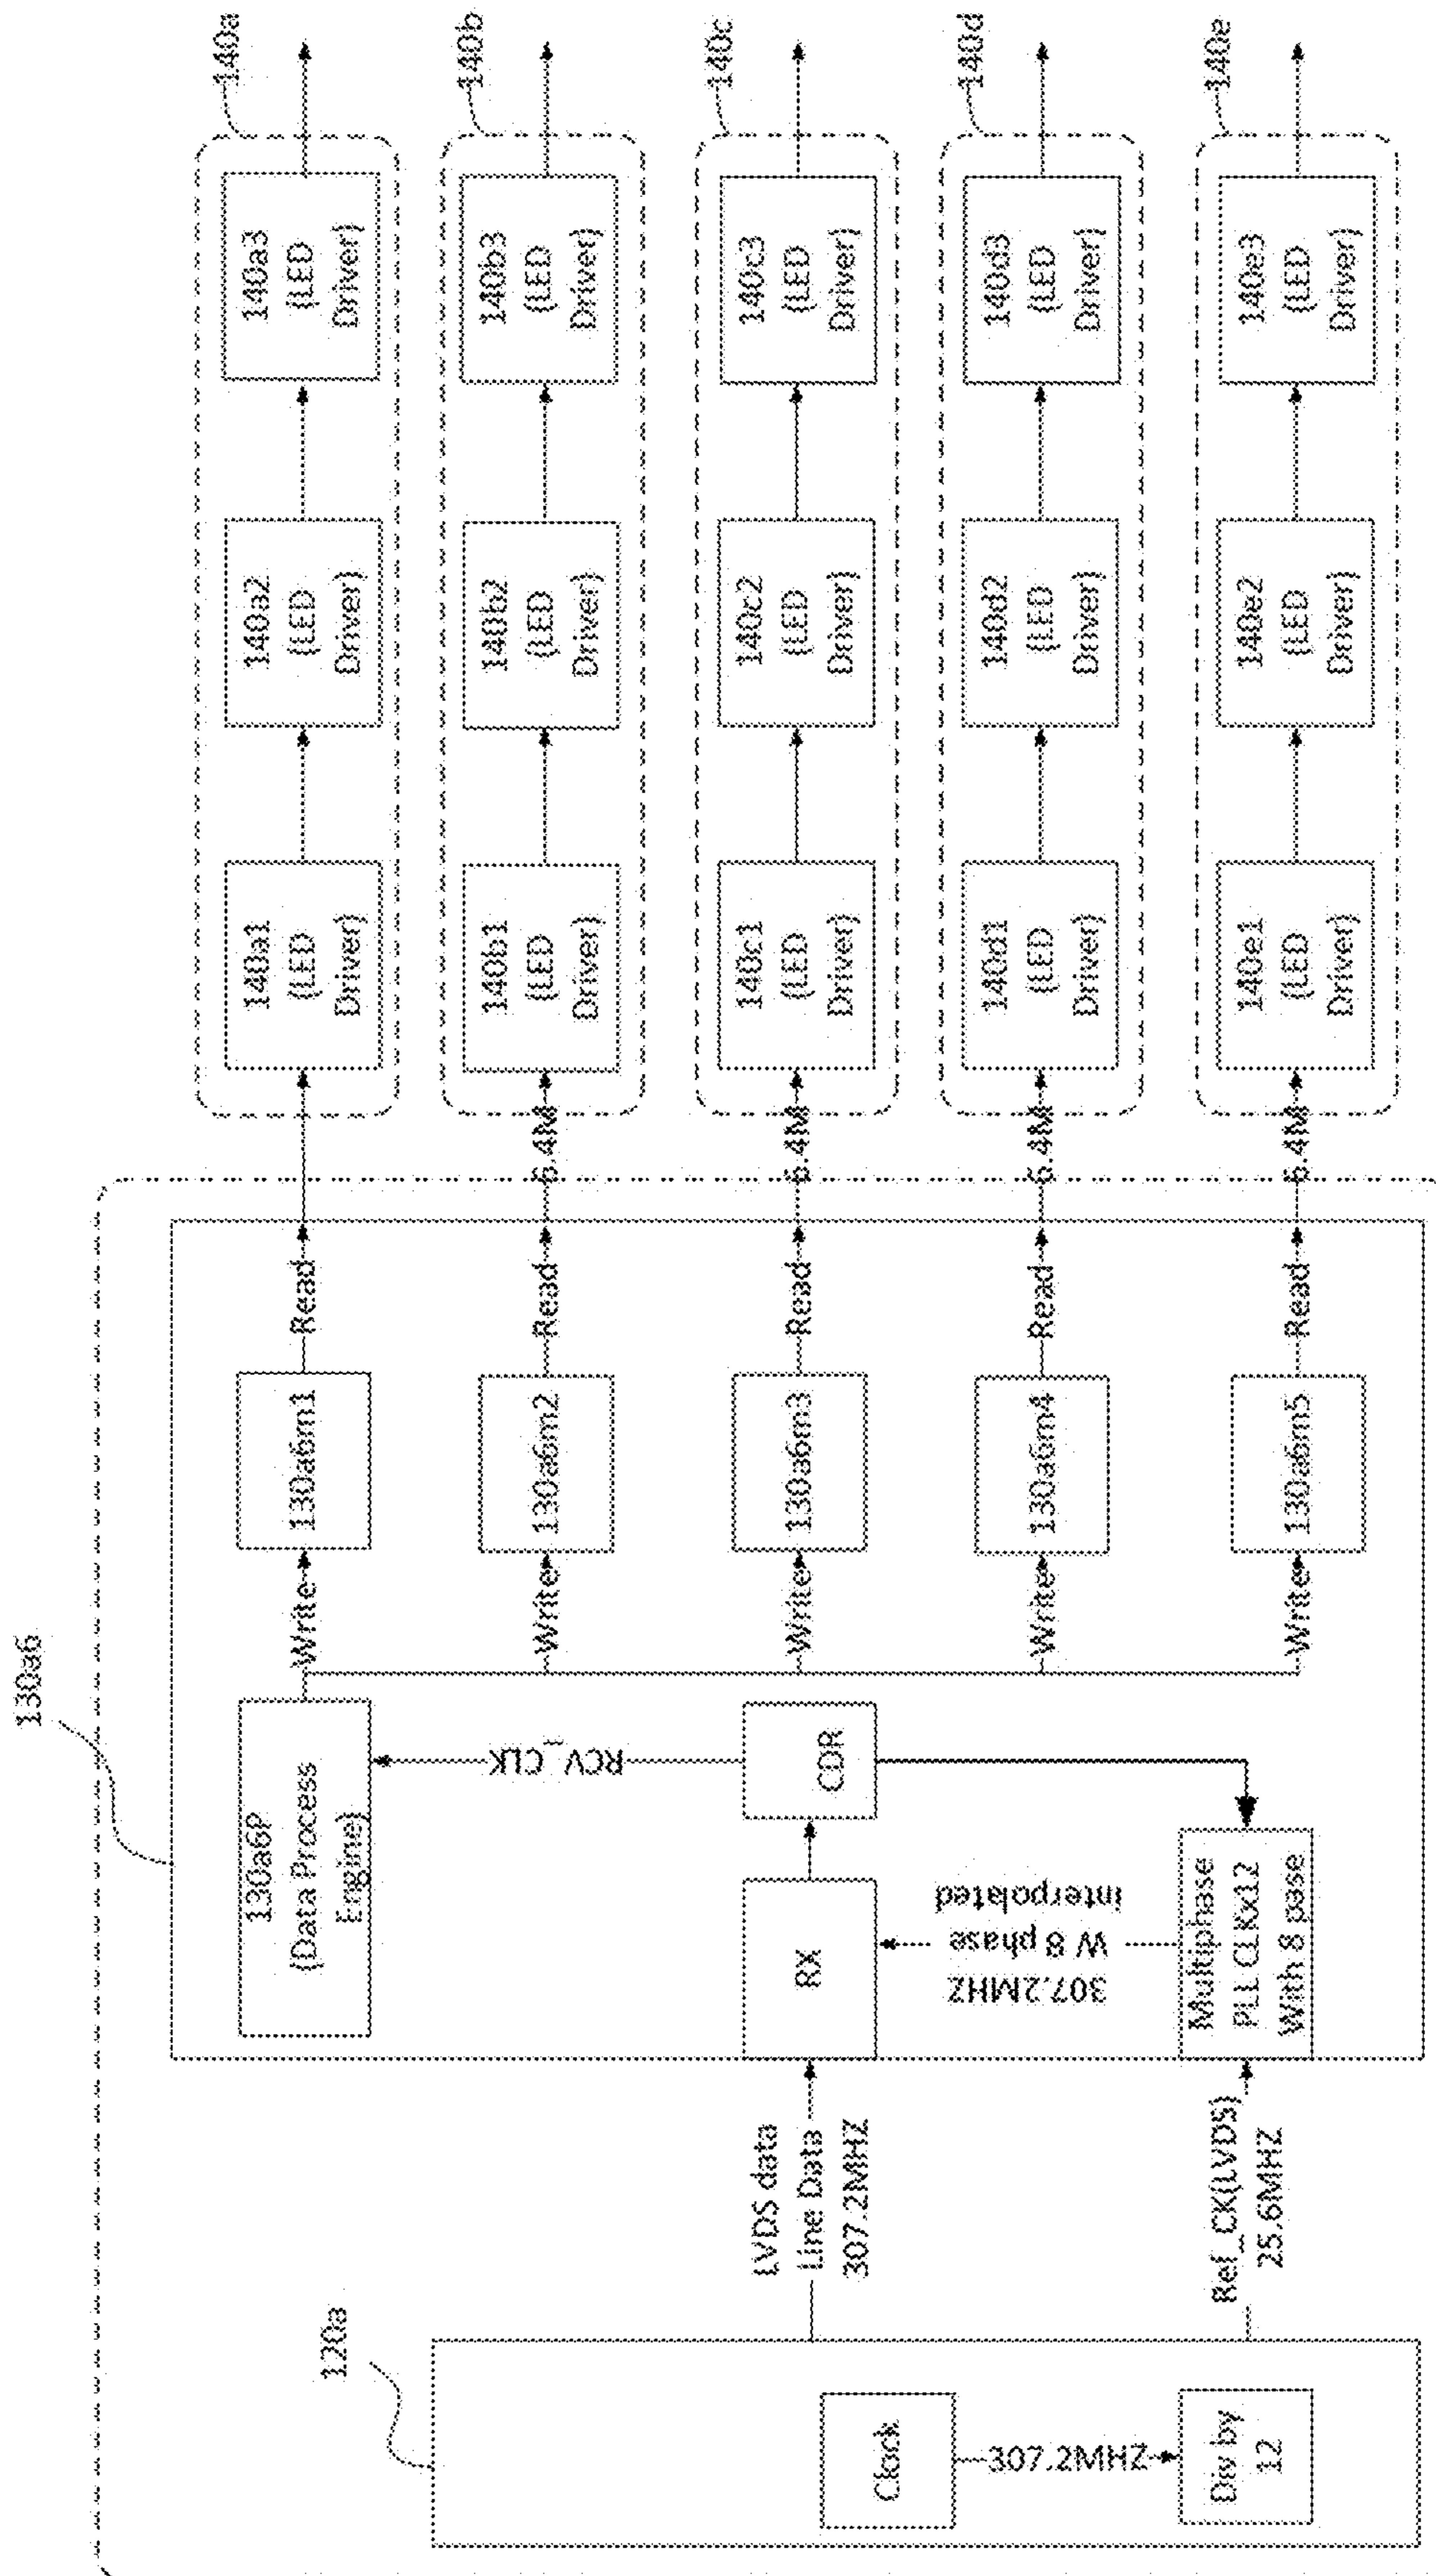 120a
Clock
307.2MHZ
Div by
12
LVDS data
Line Data
307.2MHZ
Ref_CK(LVDS)
25.6MHZ
130a6
130a6P
(Data Process
Engine)
RX
CDR
RCV_CLK
307.2MHZ
W 8 phase
interpolated
Multiphase
PLL CLKx12
With 8 pase
Write
130a6m1
Read
Write
130a6m2
Read
6.4M
Write
130a6m3
Read
6.4M
Write
130a6m4
Read
6.4M
Write
130a6m5
Read
6.4M
140a
140a1
(LED
Driver)
140a2
(LED
Driver)
140a3
(LED
Driver)
140b
140b1
(LED
Driver)
140b2
(LED
Driver)
140b3
(LED
Driver)
140c
140c1
(LED
Driver)
140c2
(LED
Driver)
140c3
(LED
Driver)
140d
140d1
(LED
Driver)
140d2
(LED
Driver)
140d3
(LED
Driver)
140e
140e1
(LED
Driver)
140e2
(LED
Driver)
140e3
(LED
Driver)